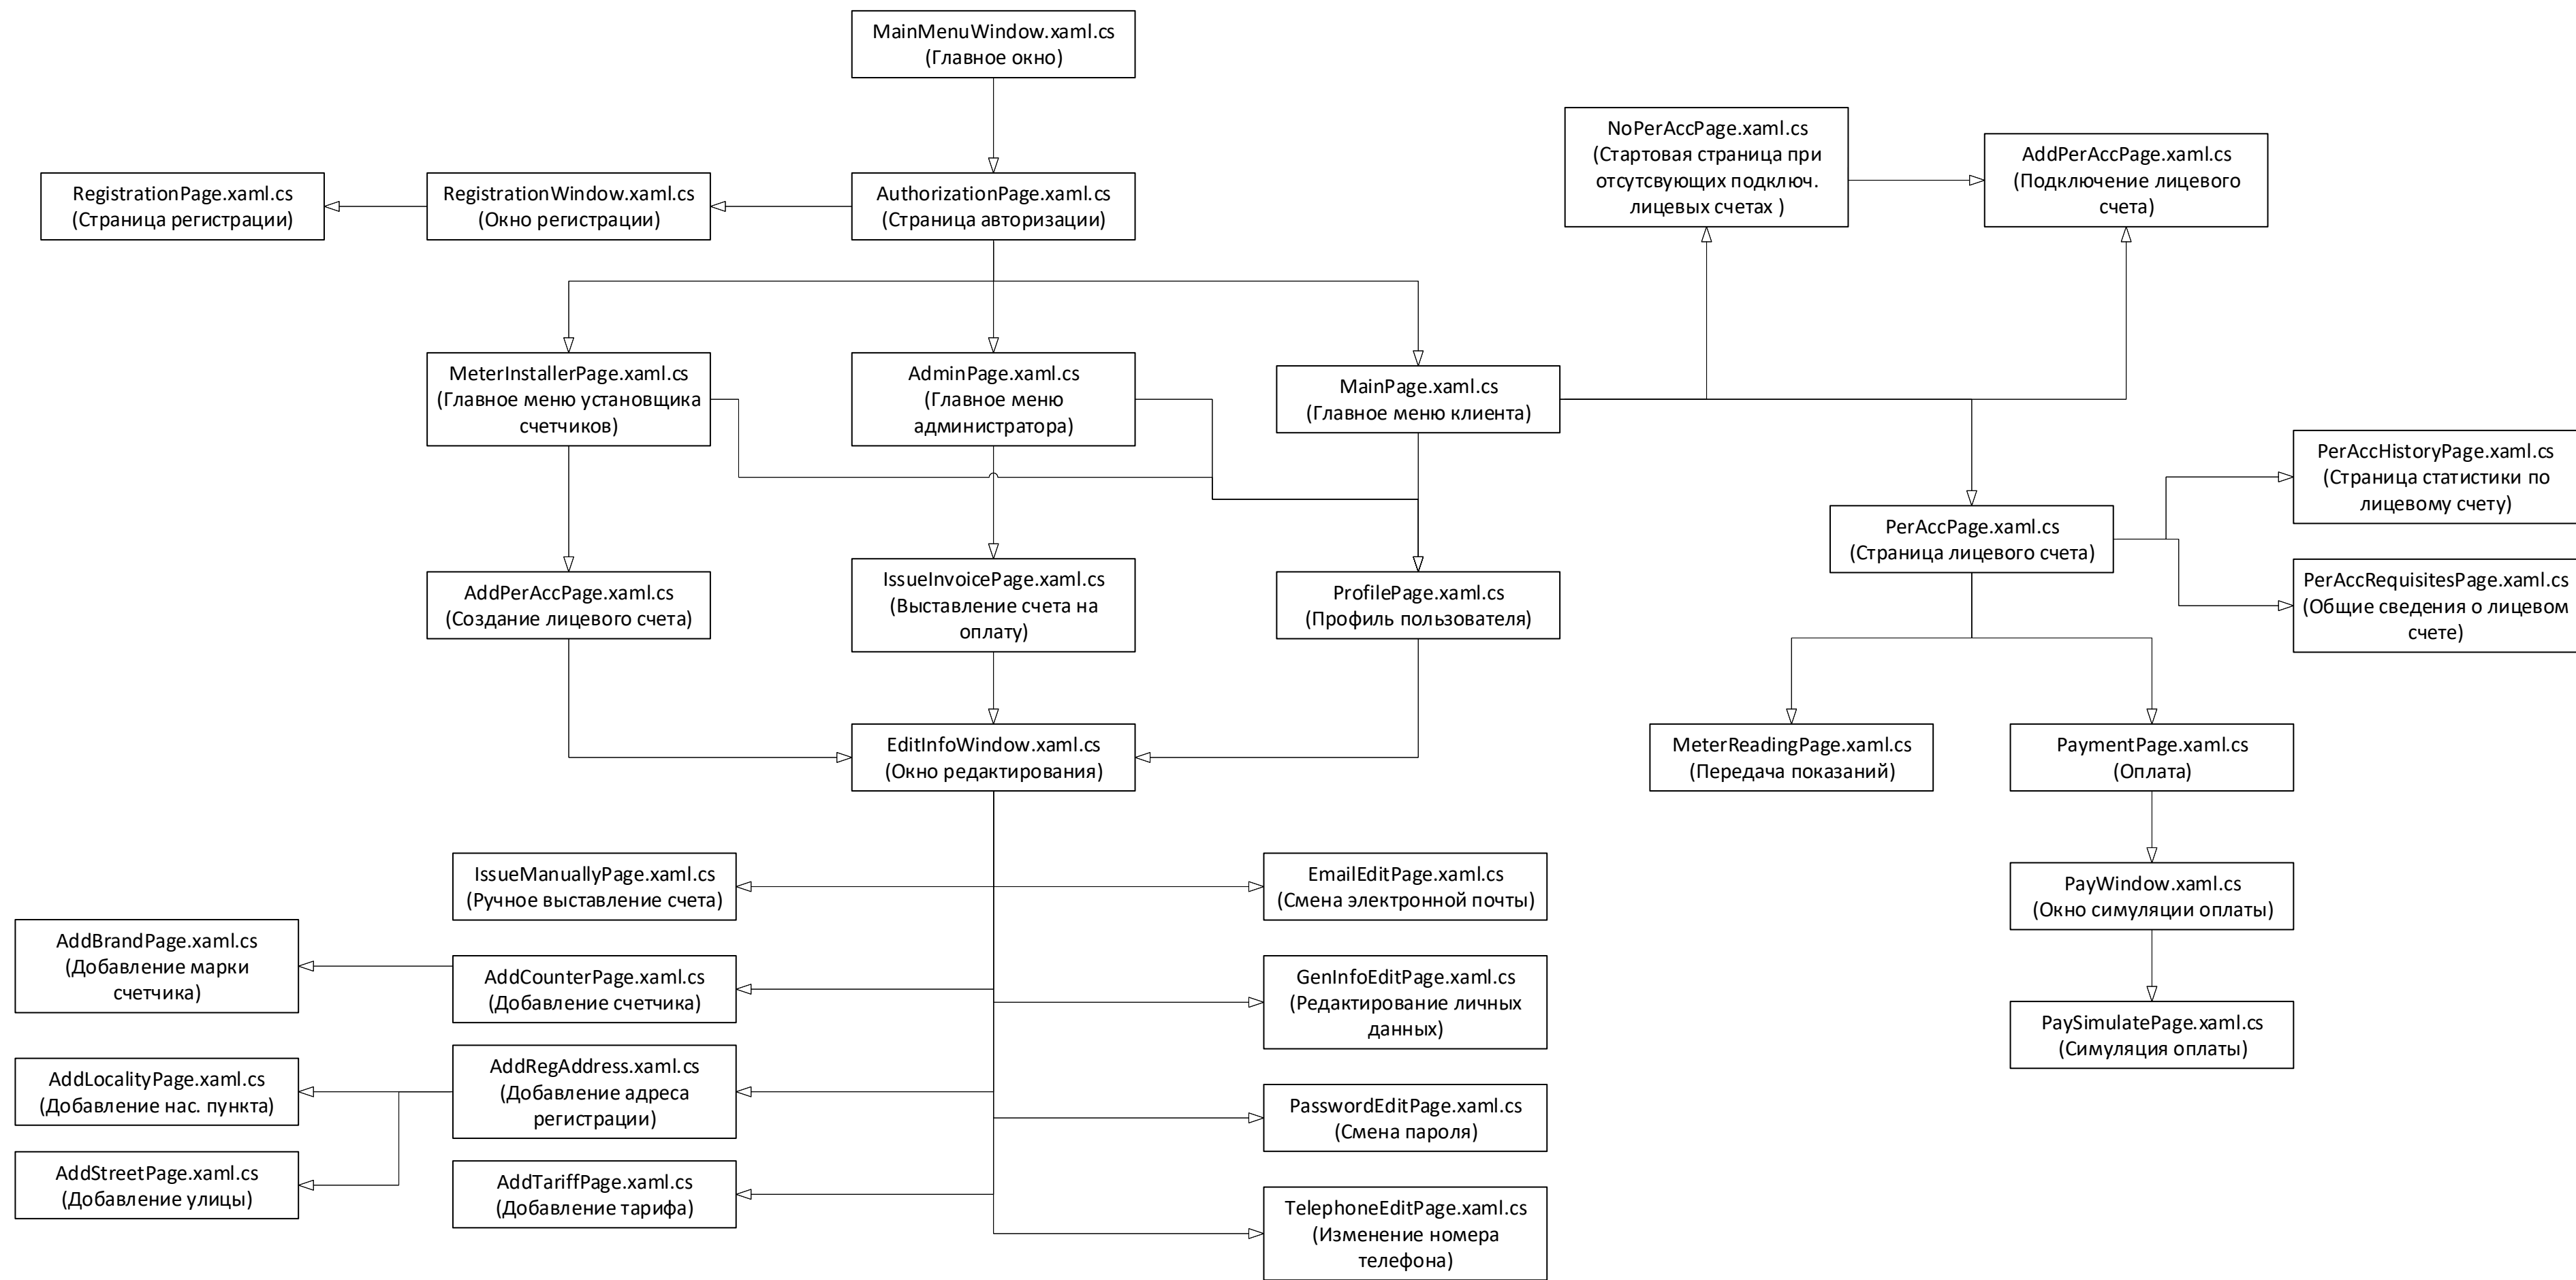 MainMenuWindow.xaml.cs
(Главное окно)
NoPerAccPage.xaml.cs
(Стартовая страница при
отсутсвующих подключ.
лицевых счетах )
AddPerAccPage.xaml.cs
(Подключение лицевого
счета)
RegistrationPage.xaml.cs
(Страница регистрации)
RegistrationWindow.xaml.cs
(Окно регистрации)
AuthorizationPage.xaml.cs
(Страница авторизации)
MeterInstallerPage.xaml.cs
(Главное меню установщика
счетчиков)
AdminPage.xaml.cs
(Главное меню
администратора)
MainPage.xaml.cs
(Главное меню клиента)
PerAccHistoryPage.xaml.cs
(Страница статистики по
лицевому счету)
PerAccPage.xaml.cs
(Страница лицевого счета)
PerAccRequisitesPage.xaml.cs
(Общие сведения о лицевом
счете)
AddPerAccPage.xaml.cs
(Создание лицевого счета)
IssueInvoicePage.xaml.cs
(Выставление счета на
оплату)
ProfilePage.xaml.cs
(Профиль пользователя)
EditInfoWindow.xaml.cs
(Окно редактирования)
MeterReadingPage.xaml.cs
(Передача показаний)
PaymentPage.xaml.cs
(Оплата)
IssueManuallyPage.xaml.cs
(Ручное выставление счета)
EmailEditPage.xaml.cs
(Смена электронной почты)
PayWindow.xaml.cs
(Окно симуляции оплаты)
AddBrandPage.xaml.cs
(Добавление марки
счетчика)
AddCounterPage.xaml.cs
(Добавление счетчика)
GenInfoEditPage.xaml.cs
(Редактирование личных
данных)
PaySimulatePage.xaml.cs
(Симуляция оплаты)
AddLocalityPage.xaml.cs
(Добавление нас. пункта)
AddRegAddress.xaml.cs
(Добавление адреса
регистрации)
PasswordEditPage.xaml.cs
(Смена пароля)
AddStreetPage.xaml.cs
(Добавление улицы)
AddTariffPage.xaml.cs
(Добавление тарифа)
TelephoneEditPage.xaml.cs
(Изменение номера
телефона)